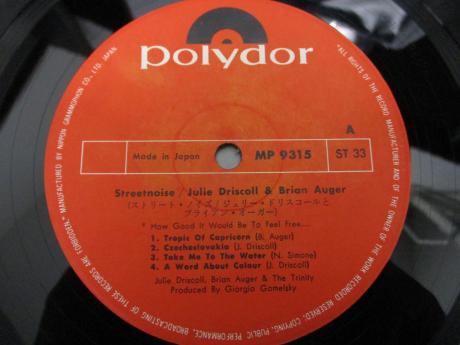 polydor
Made in Japan
MP 9315
A
ST 33
Streetnoise / Julie Driscoll & Brian Auger
(ストリート・ノイズ/ジュリー・ドリスコールと
ブライアン・オーガー)
* How Good It Would Be To Feel Free...
1. Tropic Of Capricorn (B. Auger)
2. Czechoslovakia (J. Driscoll)
3. Take Me To The Water (N. Simone)
4. A Word About Colour (J. Driscoll)
Julie Driscoll, Brian Auger & The Trinity
Produced By Giorgio Gomelsky
"ALL RIGHTS OF THE RECORD MANUFACTURER AND OF THE OWNER OF THE WORK RECORDED RESERVED. COPYING, PUBLIC PERFORMANCE, BROADCASTING OF THESE RECORDS ARE FORBIDDEN." MANUFACTURED BY NIPPON GRAMMOPHON CO., LTD. JAPAN